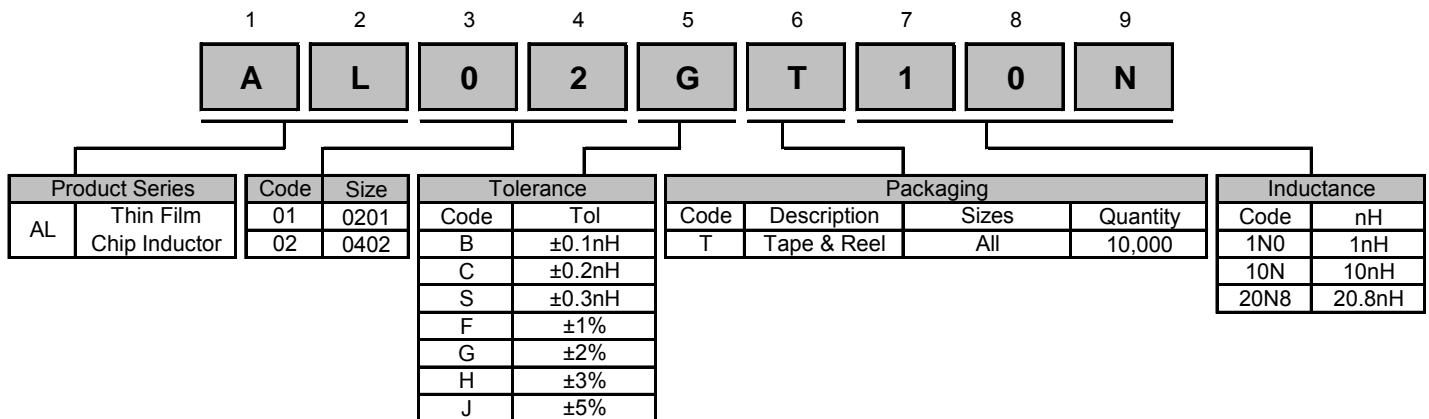 1 2 3 4 5 6 7 8 9
A L 0 2 G T 1 0 N
Product Series
AL Thin Film
Chip Inductor
Code Size
01 0201
02 0402
Tolerance
Code Tol
B ±0.1nH
C ±0.2nH
S ±0.3nH
F ±1%
G ±2%
H ±3%
J ±5%
Packaging
Code Description Sizes Quantity
T Tape & Reel All 10,000
Inductance
Code nH
1N0 1nH
10N 10nH
20N8 20.8nH